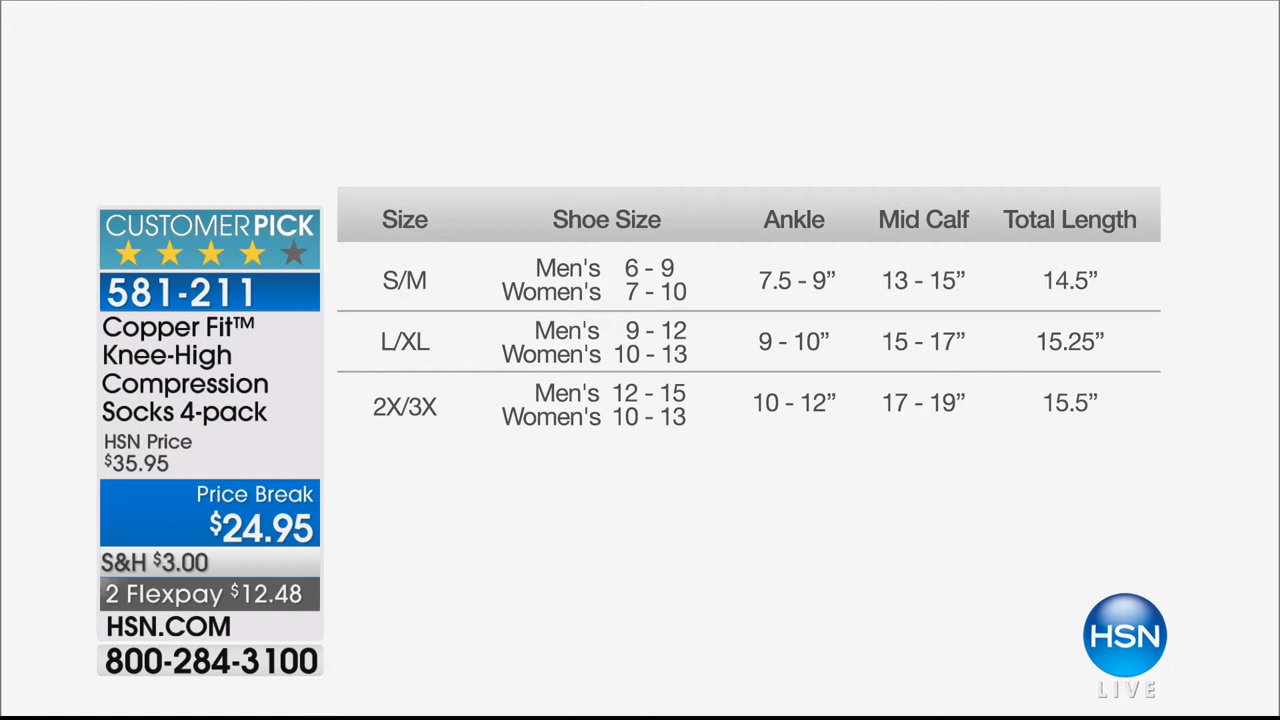 CUSTOMER PICK
581-211
Copper Fit™
Knee-High
Compression
Socks 4-pack
HSN Price
$35.95
Price Break
$24.95
S&H $3.00
2 Flexpay $12.48
HSN.COM
800-284-3100
Size Shoe Size Ankle Mid Calf Total Length
S/M Men's 6 - 9 7.5 - 9” 13 - 15” 14.5”
Women's 7 - 10
L/XL Men's 9 - 12 9 - 10” 15 - 17” 15.25”
Women's 10 - 13
2X/3X Men's 12 - 15 10 - 12” 17 - 19” 15.5”
Women's 10 - 13
HSN
LIVE